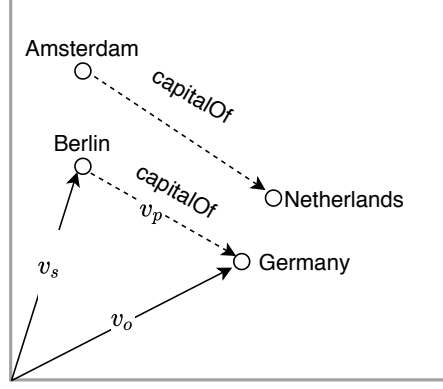 Amsterdam
capitalOf
Berlin
capitalOf
Netherlands
v_p
Germany
v_s
v_o